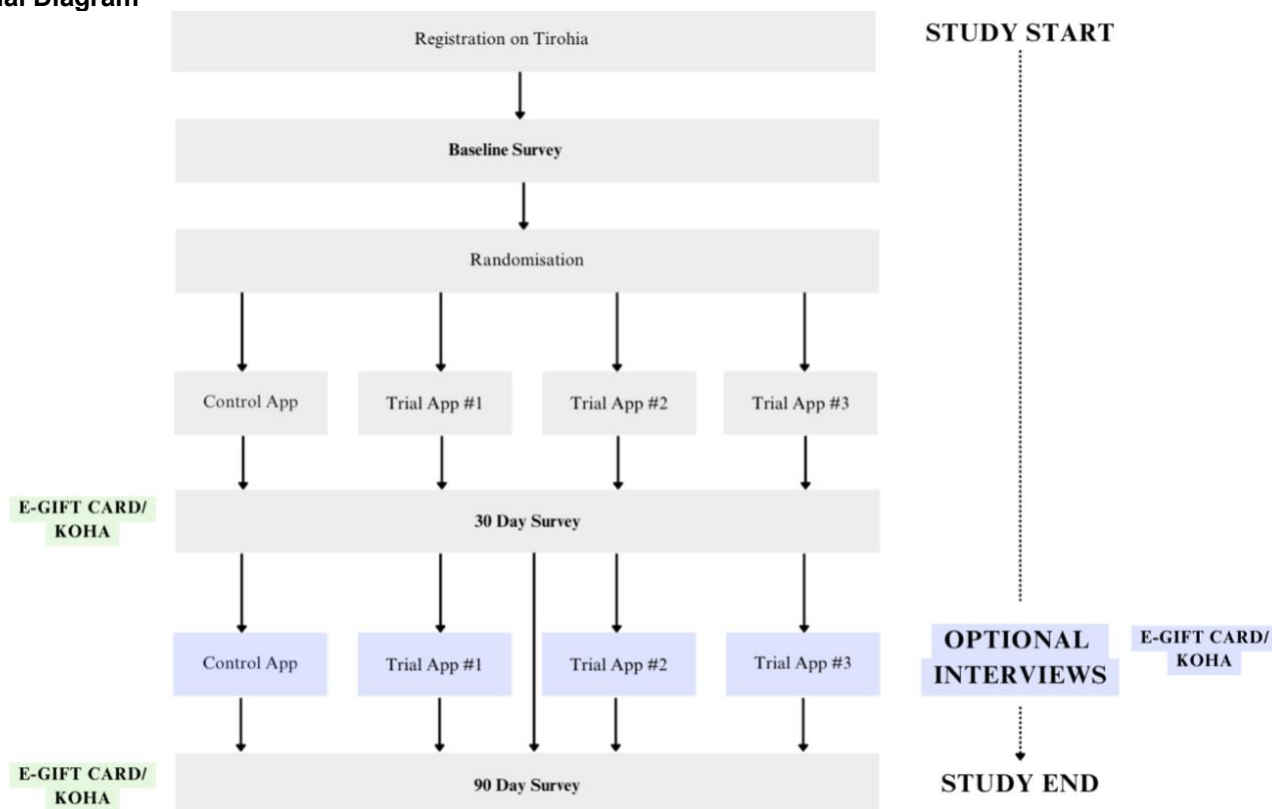 al Diagram
Registration on Tirohia
STUDY START
Baseline Survey
Randomisation
Control App
Trial App #1
Trial App #2
Trial App #3
E-GIFT CARD/
KOHA
30 Day Survey
Control App
Trial App #1
Trial App #2
Trial App #3
OPTIONAL
INTERVIEWS
E-GIFT CARD/
KOHA
E-GIFT CARD/
KOHA
90 Day Survey
STUDY END